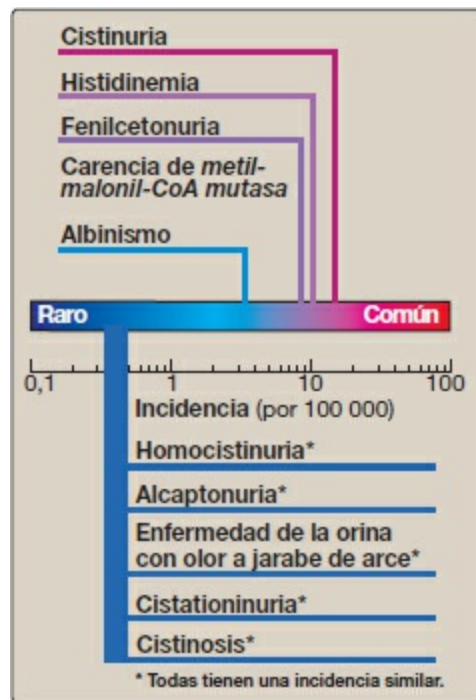 Cistinuria
Histidinemia
Fenilcetonuria
Carencia de metil-
malonil-CoA mutasa
Albinismo
Raro Común
0,1 1 10 100
Incidencia (por 100 000)
Homocistinuria*
Alcaptonuria*
Enfermedad de la orina
con olor a jarabe de arce*
Cistationinuria*
Cistinosis*
* Todas tienen una incidencia similar.